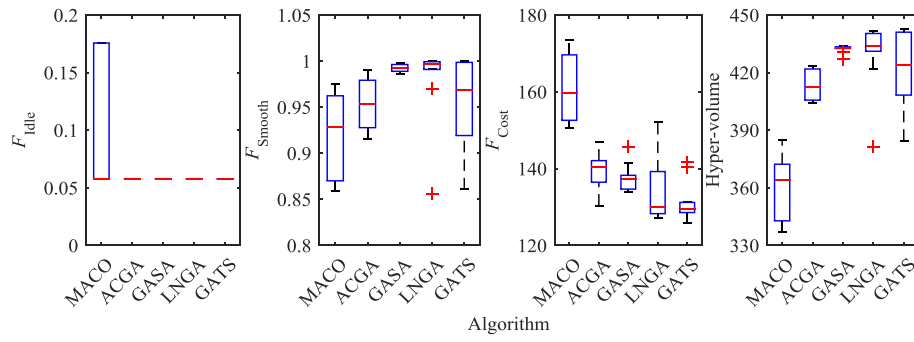 F_Idle
0.2
0.15
0.1
0.05
0
MACO
ACGA
GASA
LNGA
GATS
F_Smooth
1.05
1
0.95
0.9
0.85
0.8
MACO
ACGA
GASA
LNGA
GATS
F_Cost
160
140
120
MACO
ACGA
GASA
LNGA
GATS
Hyper-volume
450
420
390
360
330
MACO
ACGA
GASA
LNGA
GATS
Algorithm